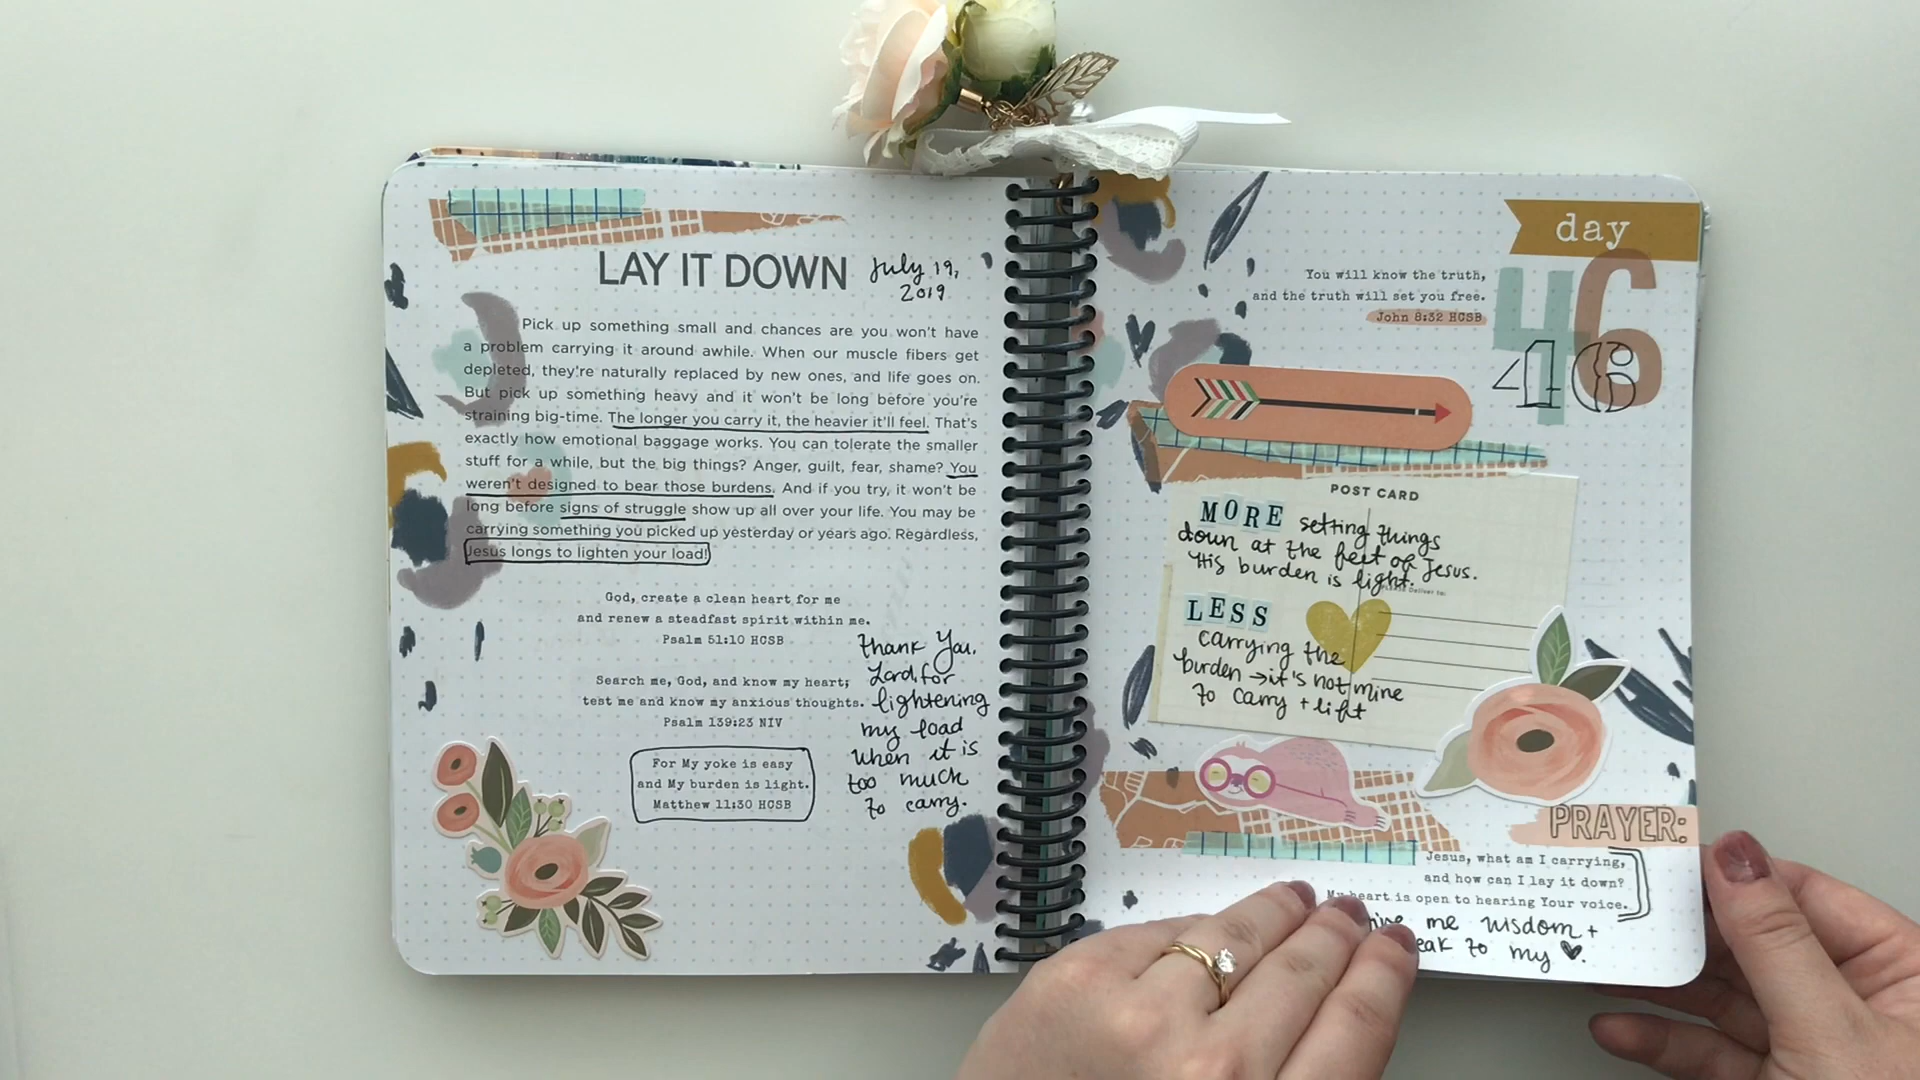 LAY IT DOWN July 19,
2019
Pick up something small and chances are you won't have
a problem carrying it around awhile. When our muscle fibers get
depleted, they're naturally replaced by new ones, and life goes on.
But pick up something heavy and it won't be long before you're
straining big-time. The longer you carry it, the heavier it'll feel. That's
exactly how emotional baggage works. You can tolerate the smaller
stuff for a while, but the big things? Anger, guilt, fear, shame? You
weren't designed to bear those burdens. And if you try, it won't be
long before signs of struggle show up all over your life. You may be
carrying something you picked up yesterday or years ago. Regardless,
Jesus longs to lighten your load!
God, create a clean heart for me
and renew a steadfast spirit within me.
Psalm 51:10 HCSB
Search me, God, and know my heart;
test me and know my anxious thoughts.
Psalm 139:23 NIV
For My yoke is easy
and My burden is light.
Matthew 11:30 HCSB
Thank You,
Lord, for
lightening
my load
when it is
too much
to carry.
day
46
You will know the truth,
and the truth will set you free.
John 8:32 HCSB
46
POST CARD
MORE setting things
down at the feet of Jesus.
His burden is light.
Deliver to:
LESS
carrying the
burden → it's not mine
to carry + lift
PRAYER:
Jesus, what am I carrying,
and how can I lay it down?
My heart is open to hearing Your voice.
me wisdom +
to my ♥.